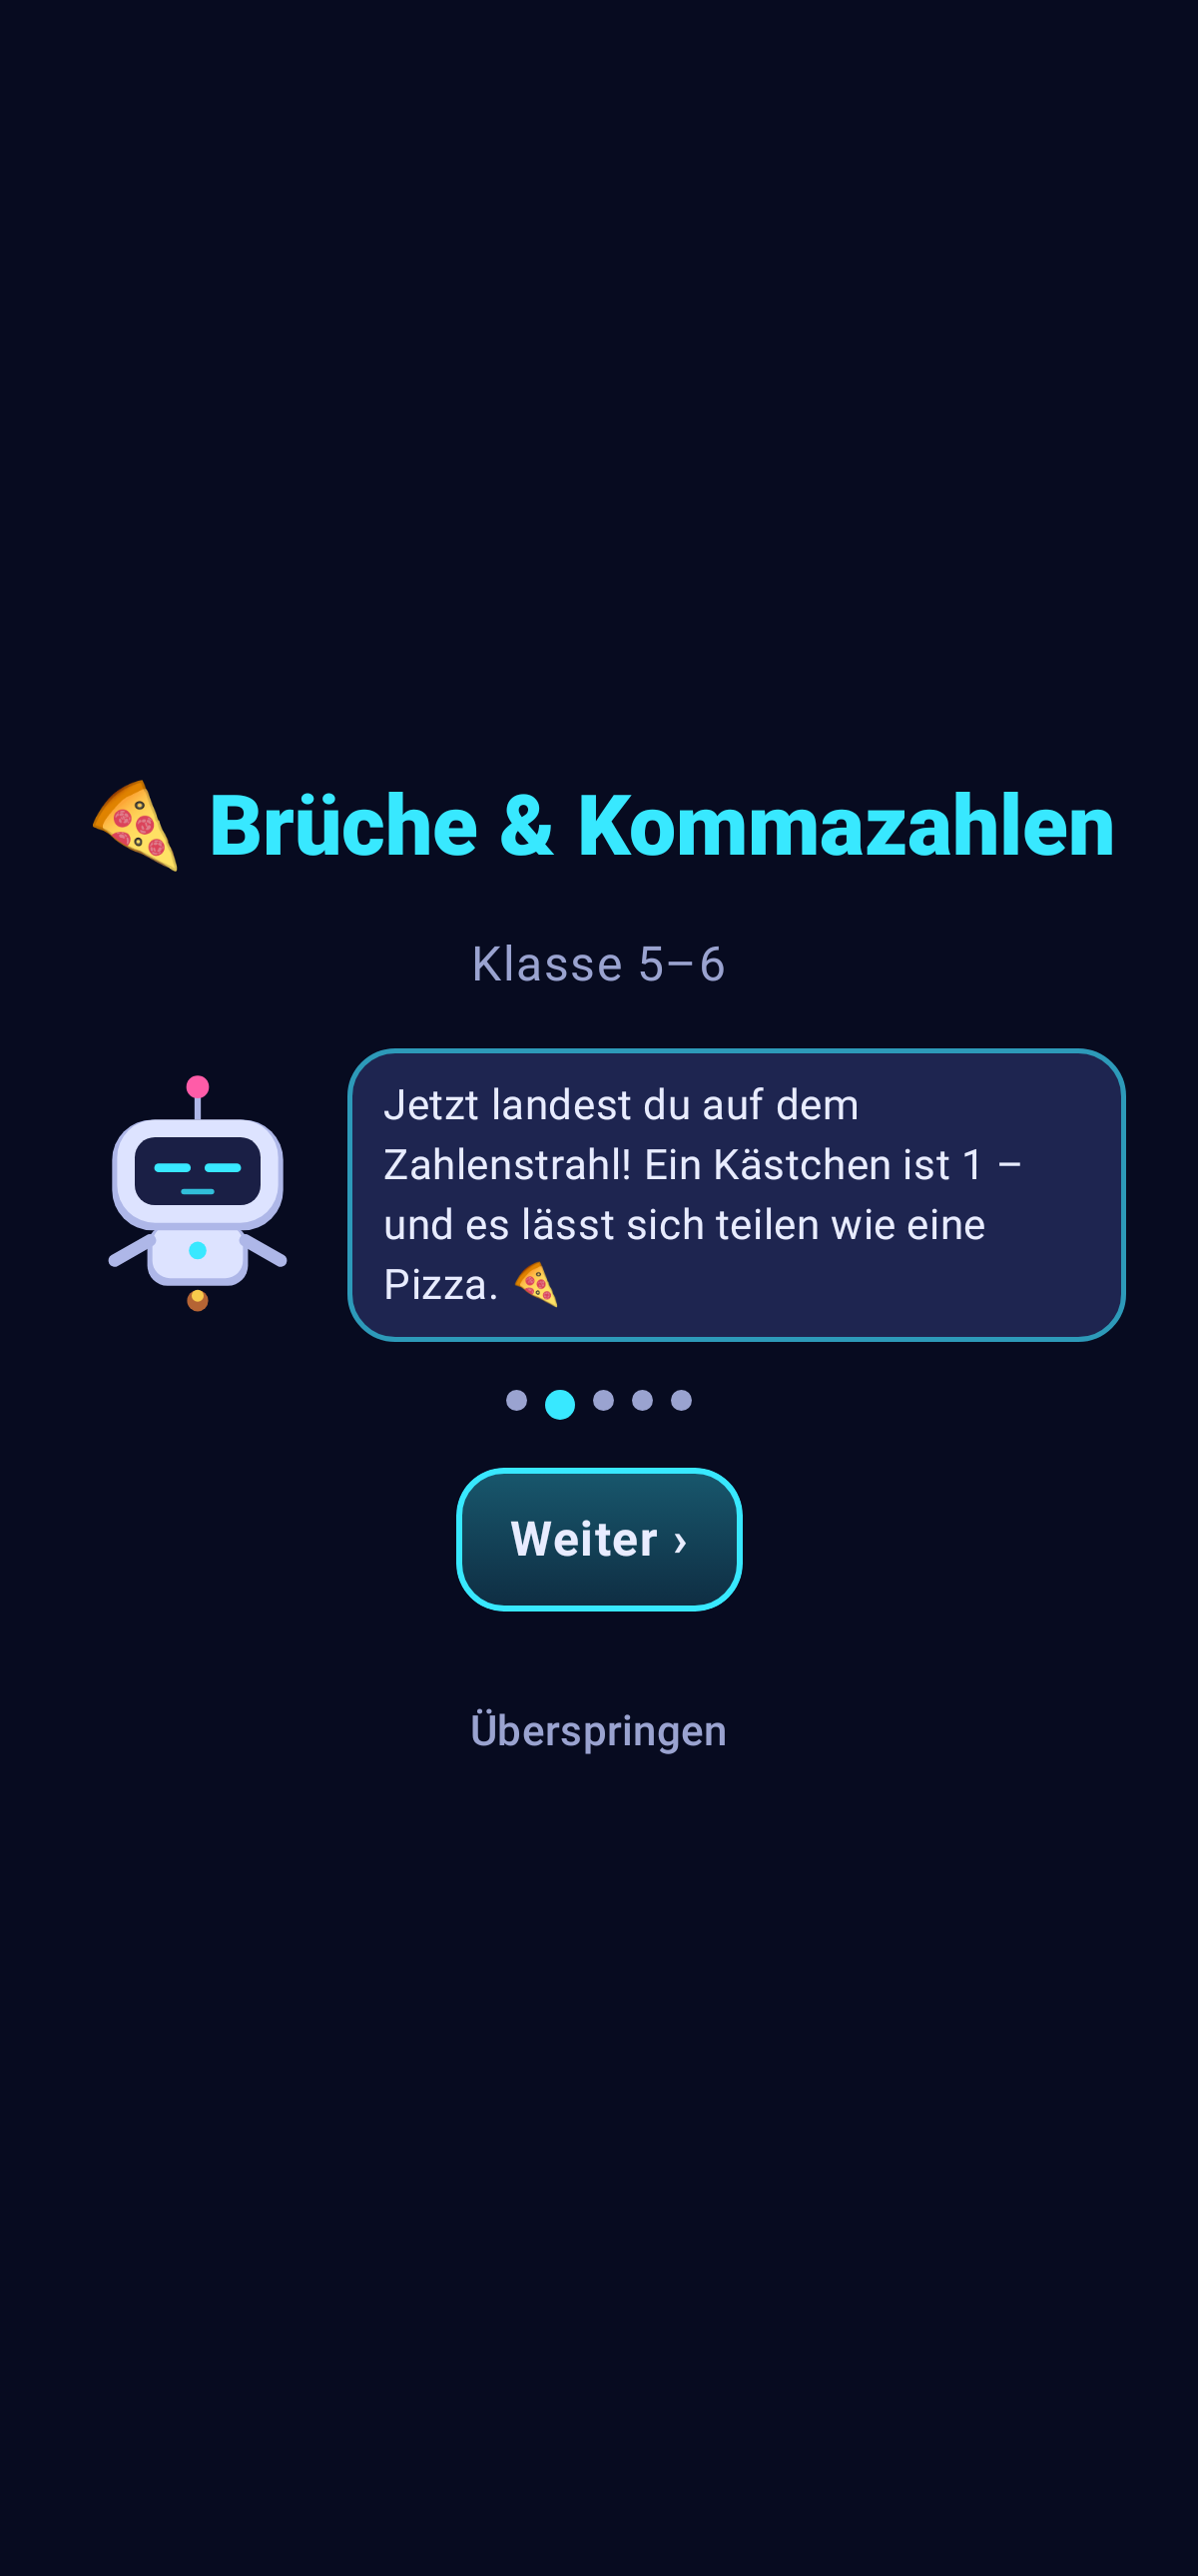 🍕 Brüche & Kommazahlen
Klasse 5–6
Jetzt landest du auf dem
Zahlenstrahl! Ein Kästchen ist 1 –
und es lässt sich teilen wie eine
Pizza. 🍕
Weiter ›
Überspringen